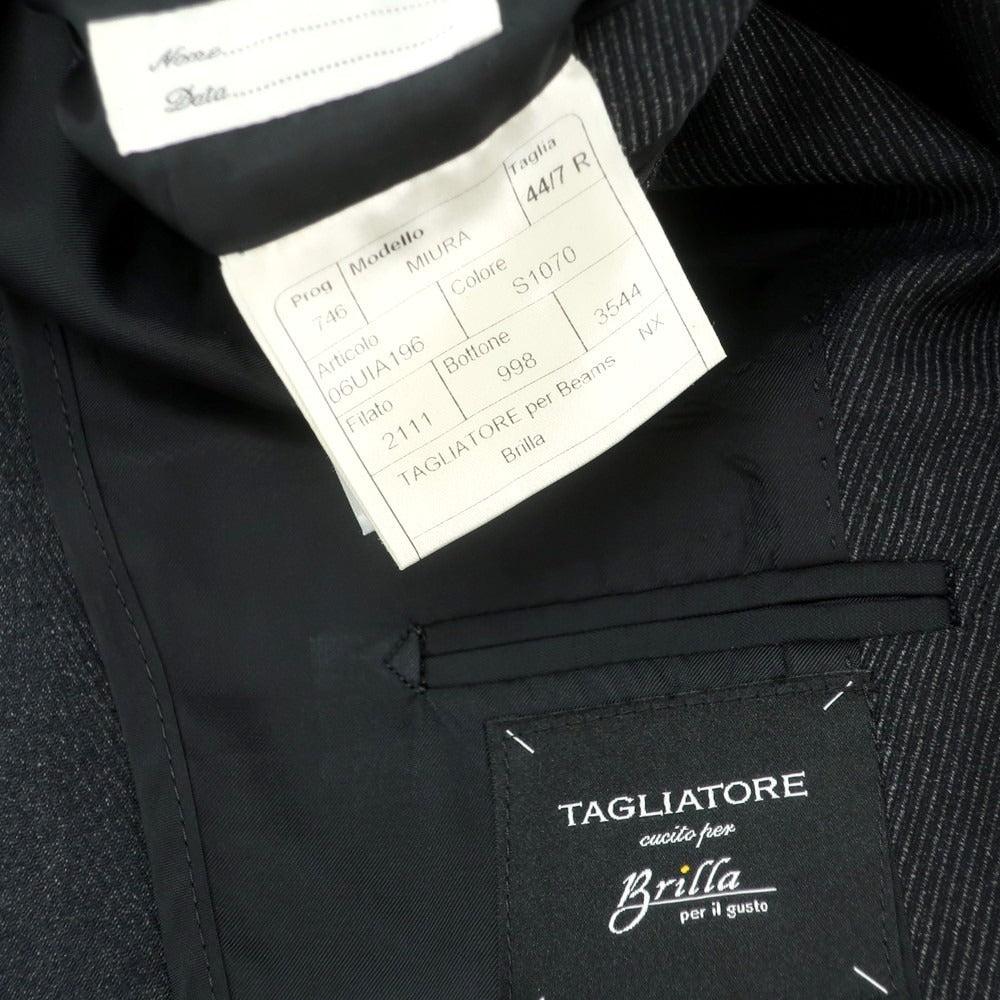 Nome
Data
Prog Modello Taglia
746 MIURA 44/7 R
Articolo Colore
06UIA196 S1070
Filato Bottone
2111 998 3544
TAGLIATORE per Beams NX
Brilla
TAGLIATORE
cucito per
Brilla
per il gusto